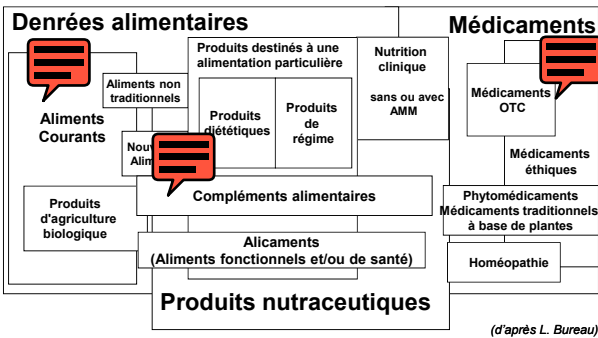 Denrées alimentaires
Médicaments
Produits destinés à une
alimentation particulière
Nutrition
clinique
sans ou avec
AMM
Aliments non
traditionnels
Aliments
Courants
Produits
diététiques
Produits
de
régime
Médicaments
OTC
Médicaments
éthiques
Compléments alimentaires
Produits
d'agriculture
biologique
Phytomédicaments
Médicaments traditionnels
à base de plantes
Alicaments
(Aliments fonctionnels et/ou de santé)
Homéopathie
Produits nutraceutiques
(d'après L. Bureau)